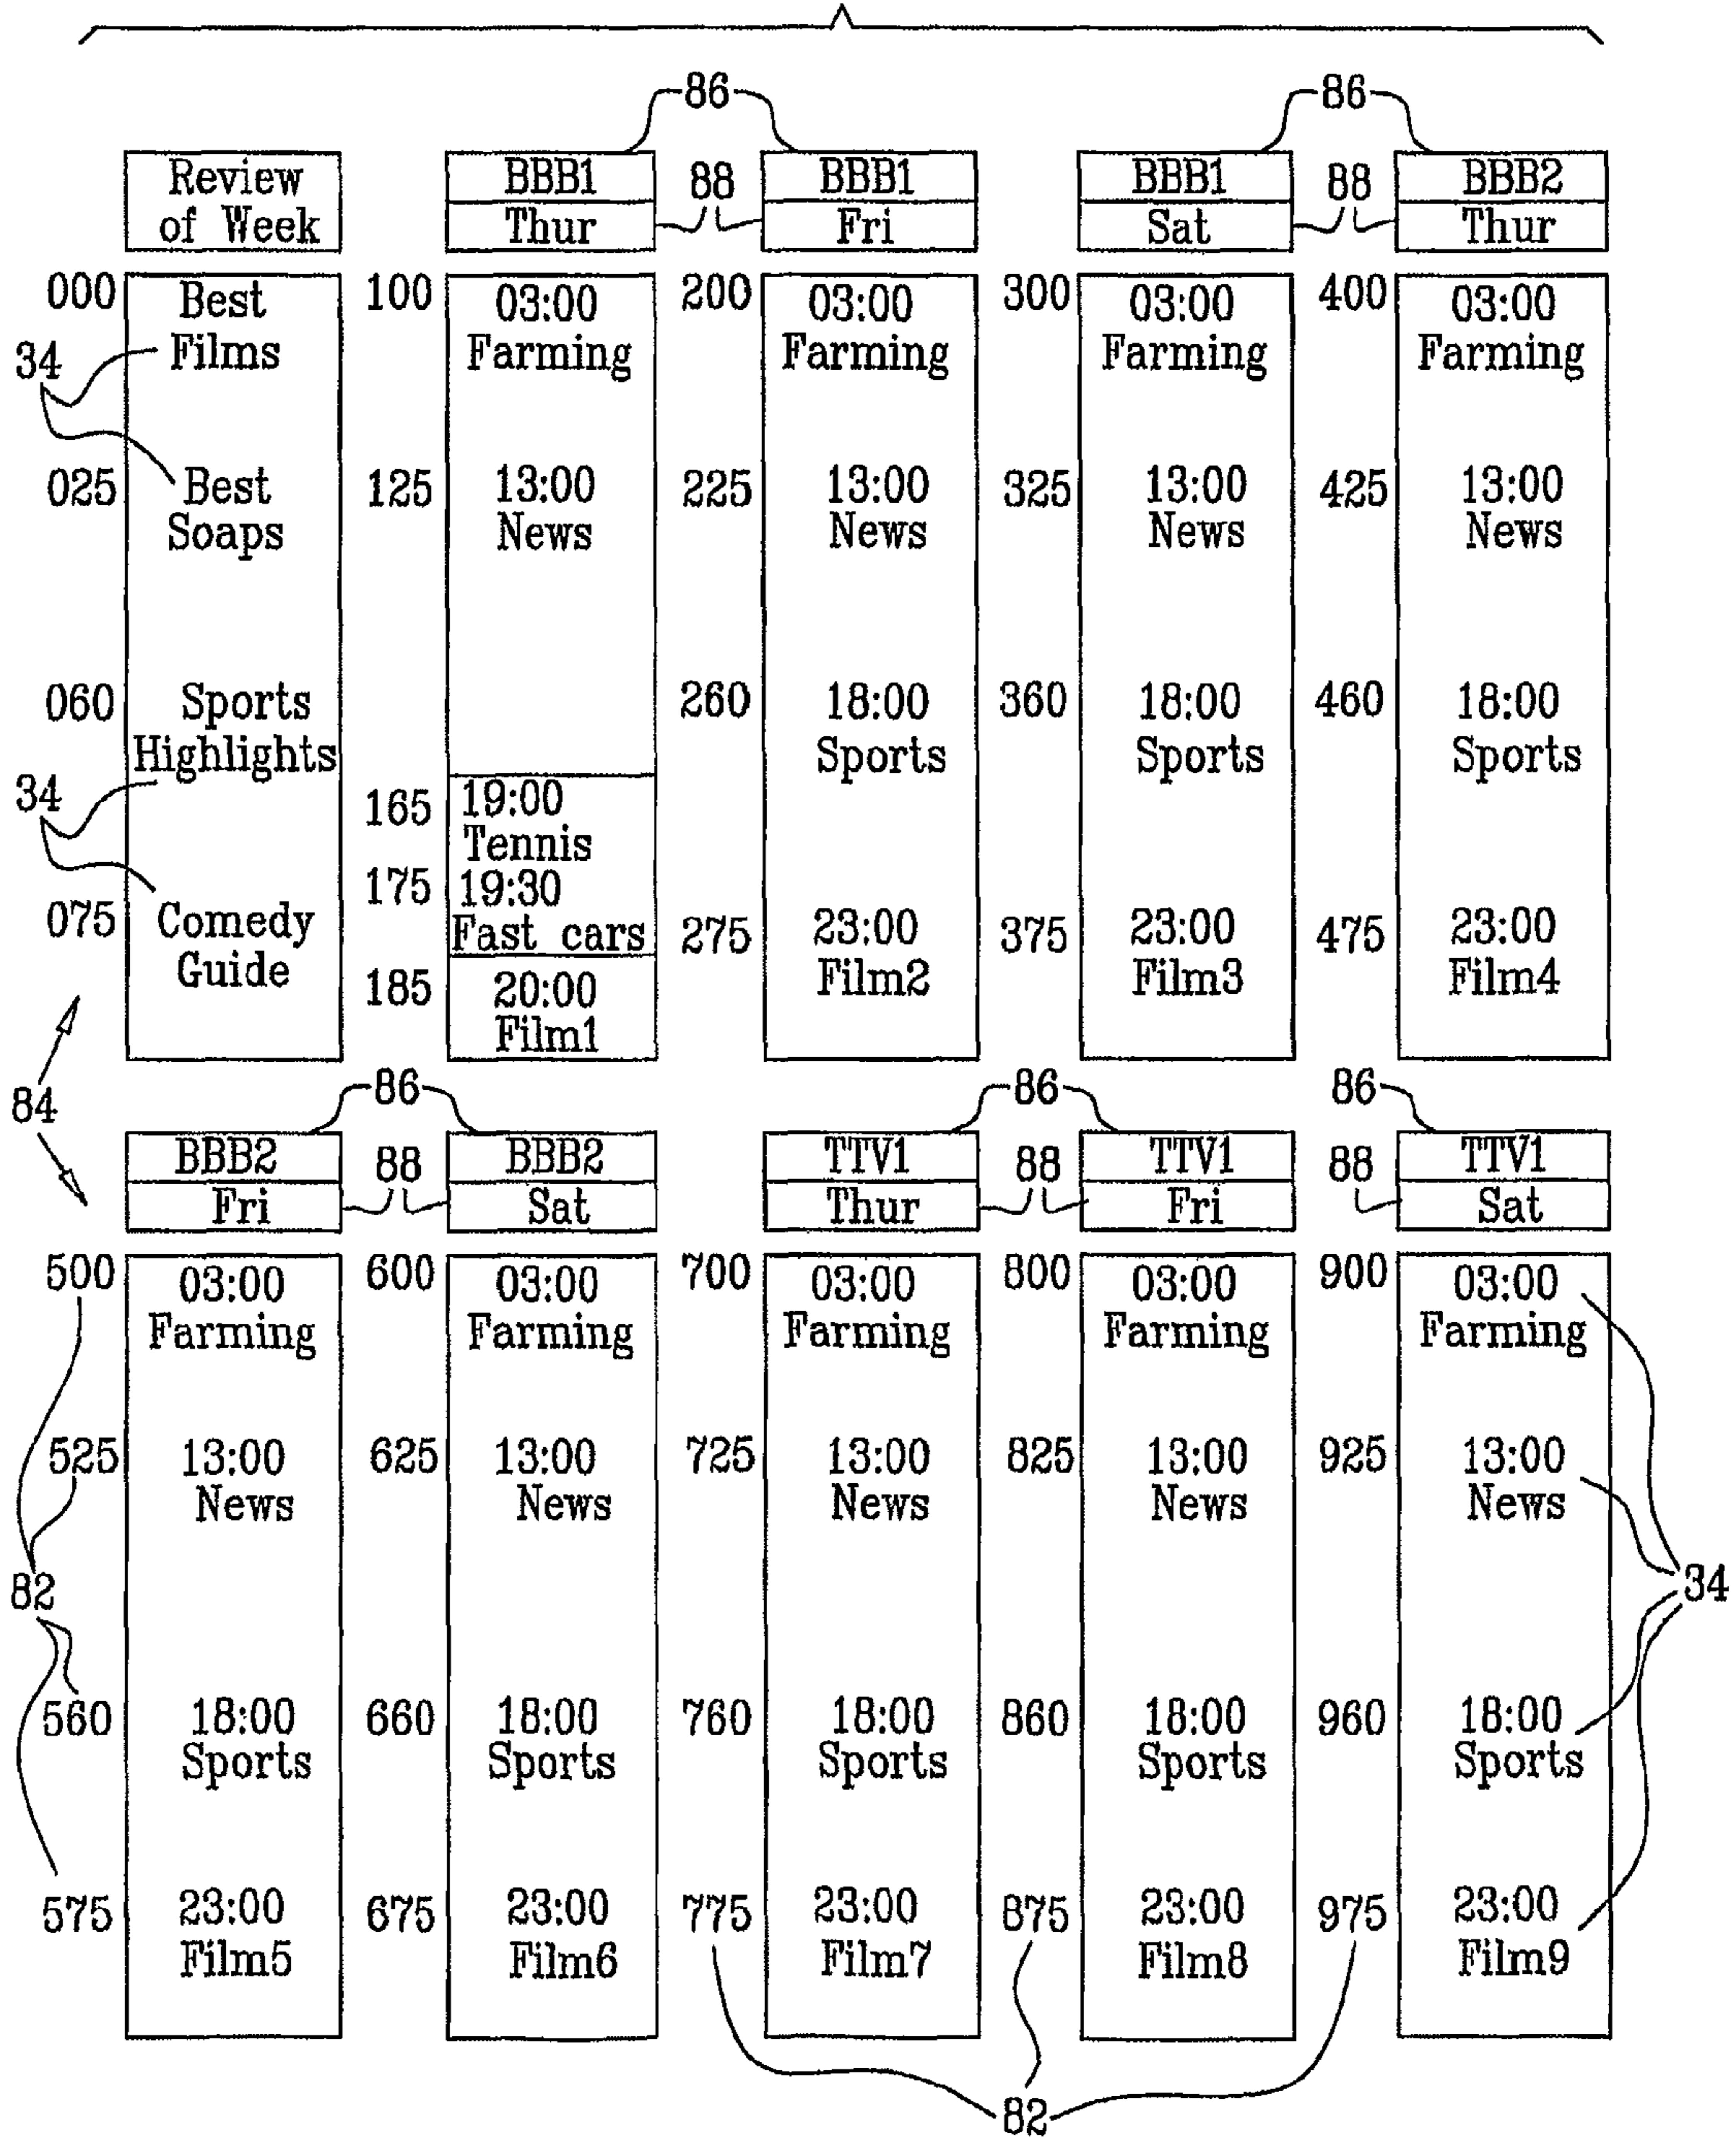 86 86
Review of Week BBB1 88 BBB1 BBB1 88 BBB2
Thur Fri Sat Thur
000 Best Films 100 03:00 Farming 200 03:00 Farming 300 03:00 Farming 400 03:00 Farming
34
025 Best Soaps 125 13:00 News 225 13:00 News 325 13:00 News 425 13:00 News
060 Sports Highlights 260 18:00 Sports 360 18:00 Sports 460 18:00 Sports
34 165 19:00 Tennis
175 19:30 Fast cars
075 Comedy Guide 275 23:00 Film2 375 23:00 Film3 475 23:00 Film4
185 20:00 Film1
84 86 86 86
BBB2 88 BBB2 TTV1 88 TTV1 88 TTV1
Fri Sat Thur Fri Sat
500 03:00 Farming 600 03:00 Farming 700 03:00 Farming 800 03:00 Farming 900 03:00 Farming
525 13:00 News 625 13:00 News 725 13:00 News 825 13:00 News 925 13:00 News
82 34
560 18:00 Sports 660 18:00 Sports 760 18:00 Sports 860 18:00 Sports 960 18:00 Sports
575 23:00 Film5 675 23:00 Film6 775 23:00 Film7 875 23:00 Film8 975 23:00 Film9
82